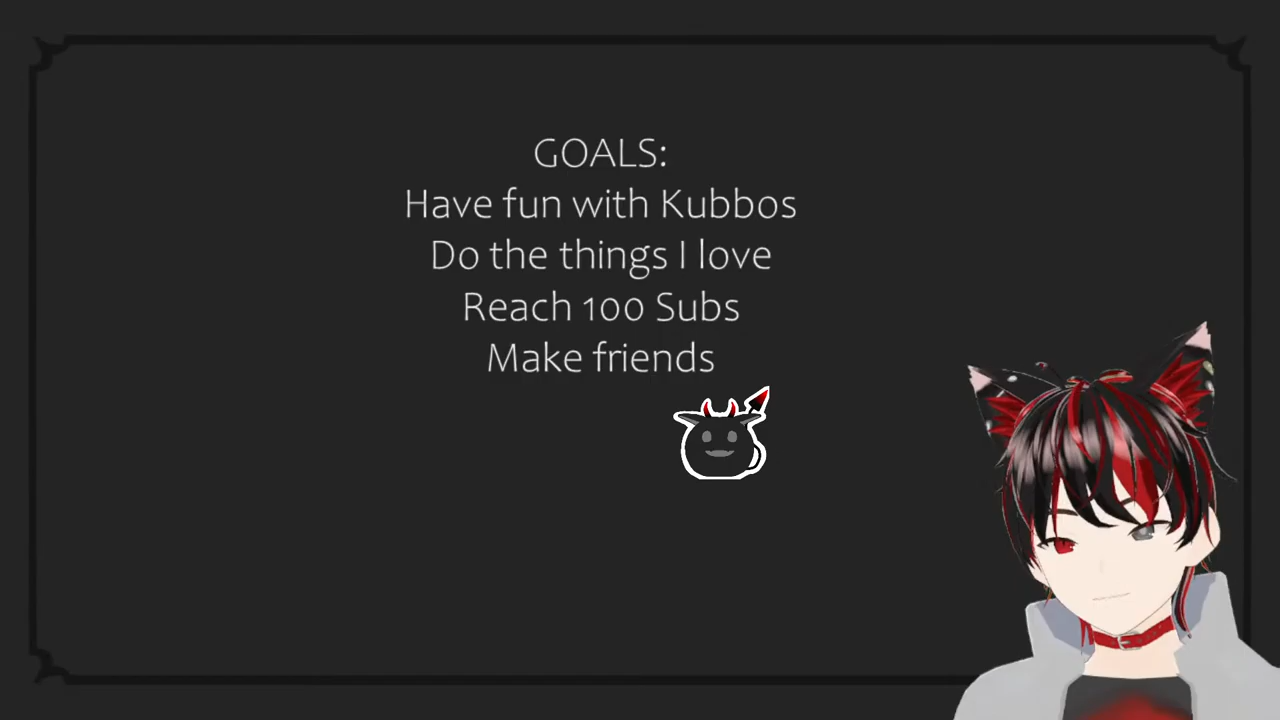 GOALS:
Have fun with Kubbos
Do the things I love
Reach 100 Subs
Make friends